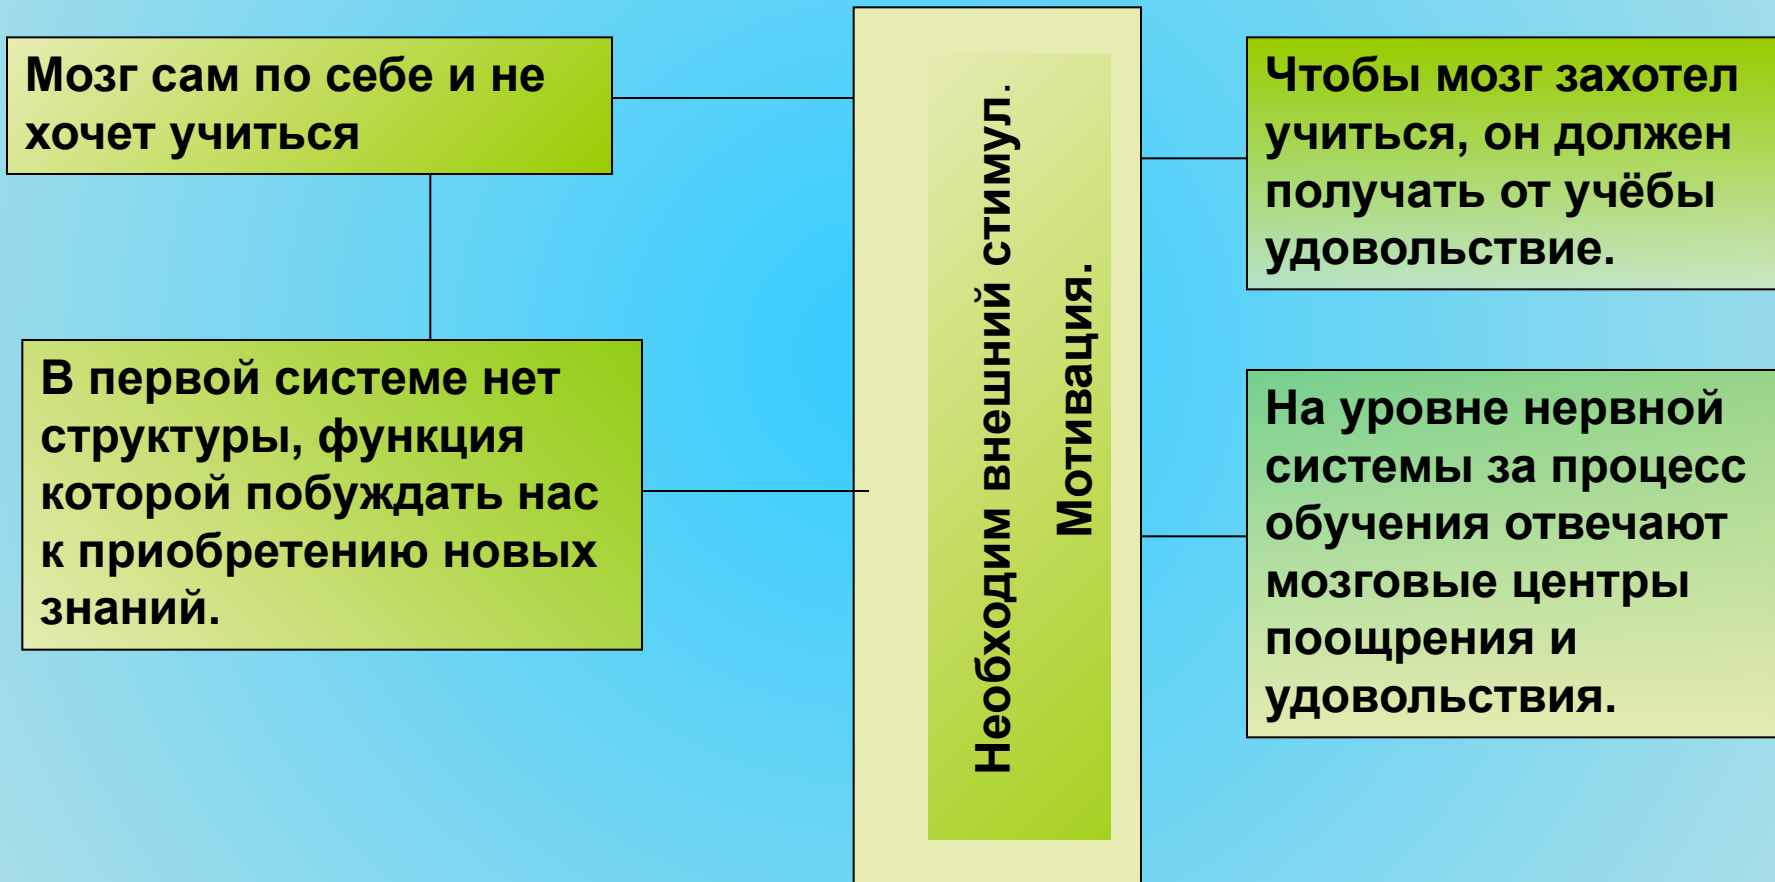 Мозг сам по себе и не
хочет учиться
В первой системе нет
структуры, функция
которой побуждать нас
к приобретению новых
знаний.
Необходим внешний стимул.
Мотивация.
Чтобы мозг захотел
учиться, он должен
получать от учёбы
удовольствие.
На уровне нервной
системы за процесс
обучения отвечают
мозговые центры
поощрения и
удовольствия.